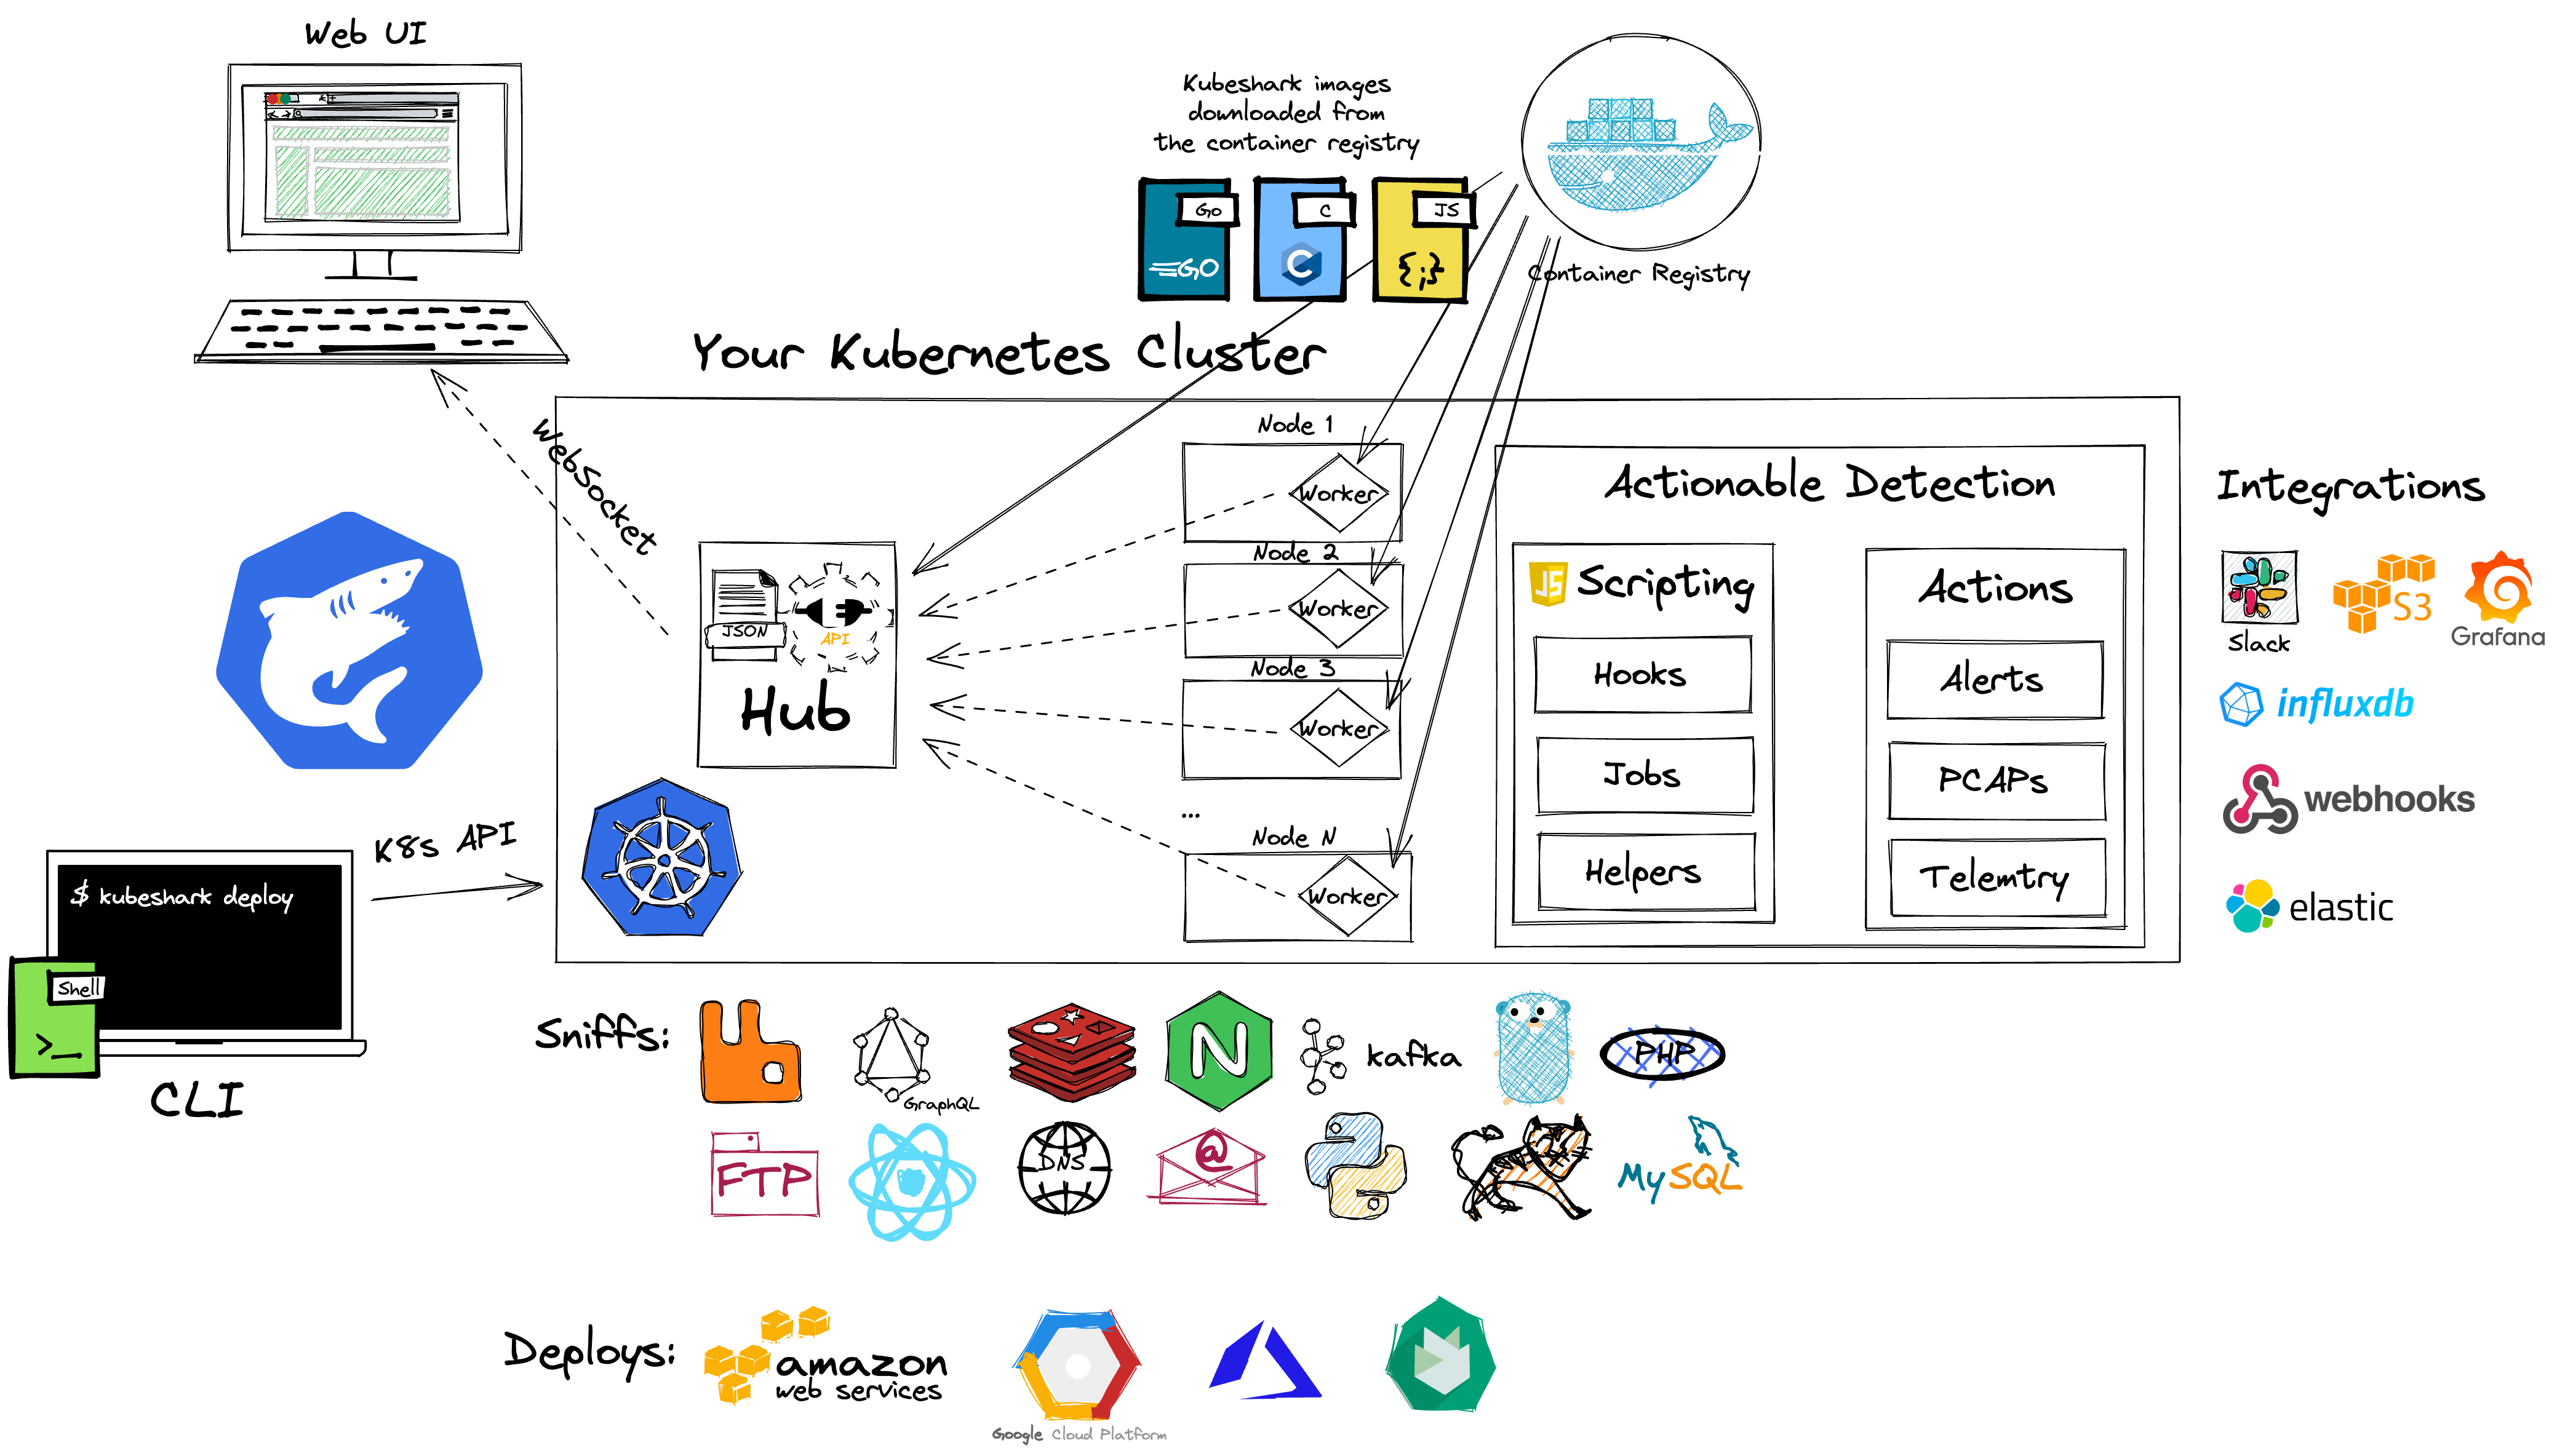 Web UI
Kubeshark images
downloaded from
the container registry
Go
GO
C
C
JS
{;}
Container Registry
Your Kubernetes Cluster
WebSocket
Node 1
Worker
Node 2
Worker
Node 3
Worker
...
Node N
Worker
JSON
API
Hub
Actionable Detection
JS Scripting
Hooks
Jobs
Helpers
Actions
Alerts
PCAPs
Telemtry
Integrations
Slack
S3
Grafana
influxdb
webhooks
elastic
K8s API
$ kubeshark deploy
Shell
>_
CLI
Sniffs:
GraphQL
N
kafka
PHP
FTP
DNS
@
MySQL
Deploys:
amazon
web services
Google Cloud Platform